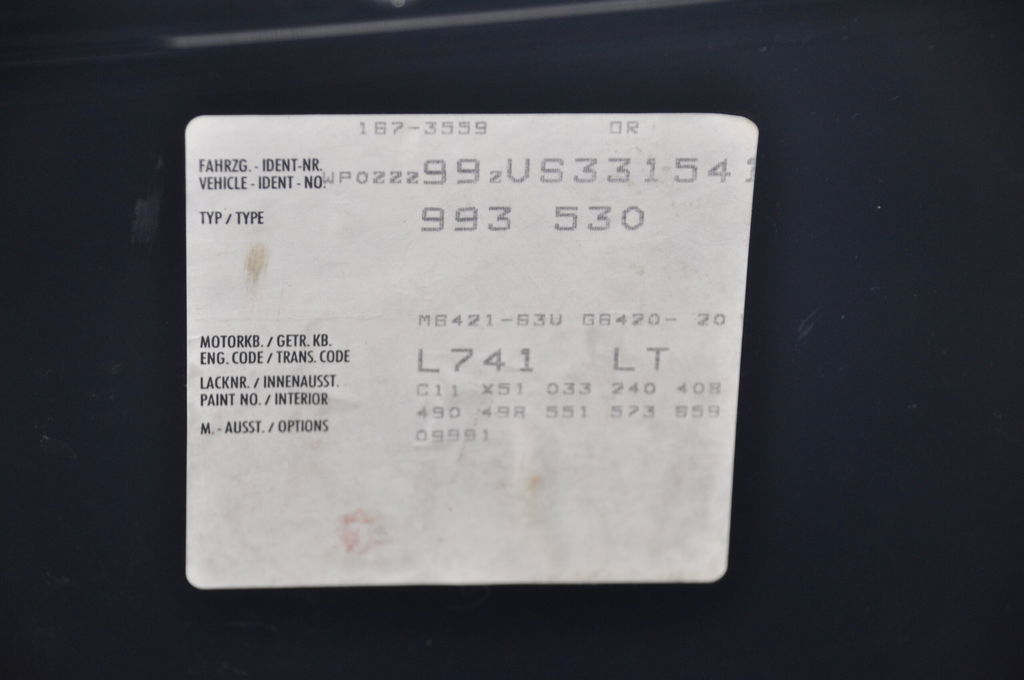 167-3559 OR
FAHRZG. - IDENT-NR.
VEHICLE - IDENT - NO. WP0ZZZ99ZUS331541
TYP / TYPE 993 530
M6421-63U G6420- 20
MOTORKB. / GETR. KB.
ENG. CODE / TRANS. CODE L741 LT
LACKNR. / INNENAUSST. C11 X51 033 240 408
PAINT NO. / INTERIOR 490 498 551 573 659
M. - AUSST. / OPTIONS 09991